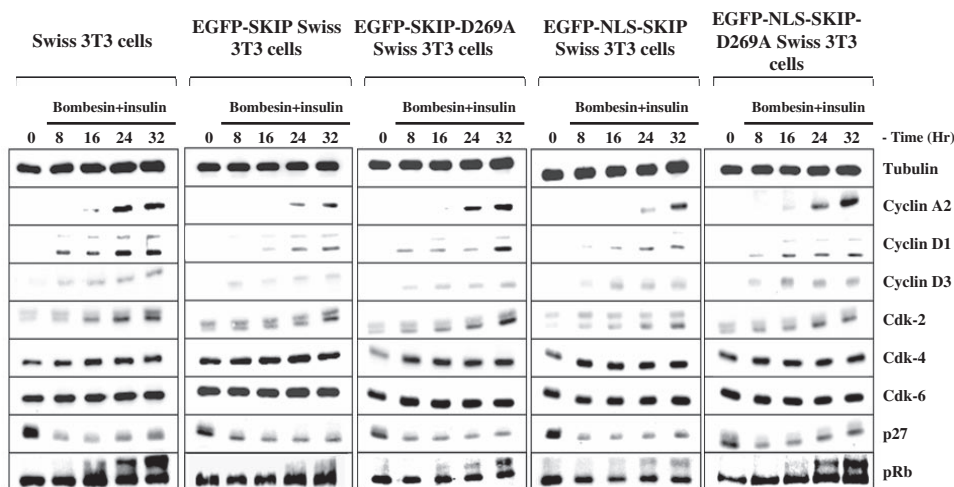 Swiss 3T3 cells
EGFP-SKIP Swiss
3T3 cells
EGFP-SKIP-D269A
Swiss 3T3 cells
EGFP-NLS-SKIP
Swiss 3T3 cells
EGFP-NLS-SKIP-
D269A Swiss 3T3
cells
Bombesin+insulin
Bombesin+insulin
Bombesin+insulin
Bombesin+insulin
Bombesin+insulin
0 8 16 24 32
0 8 16 24 32
0 8 16 24 32
0 8 16 24 32
0 8 16 24 32
- Time (Hr)
Tubulin
Cyclin A2
Cyclin D1
Cyclin D3
Cdk-2
Cdk-4
Cdk-6
p27
pRb